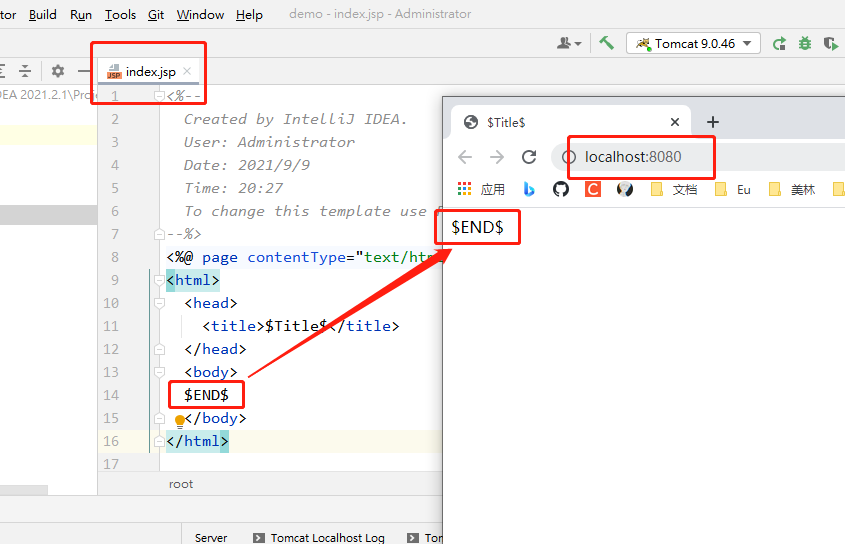 tor Build Run Tools Git Window Help demo - index.jsp - Administrator
Tomcat 9.0.46
index.jsp
DEA 2021.2.1\Proje
1 <%--
2 Created by IntelliJ IDEA.
3 User: Administrator
4 Date: 2021/9/9
5 Time: 20:27
6 To change this template use
7 --%>
8 <%@ page contentType="text/htm
9 <html>
10 <head>
11 <title>$Title$</title>
12 </head>
13 <body>
14 $END$
15 </body>
16 </html>
17
root
Server Tomcat Localhost Log Tom
$Title$
localhost:8080
应用 文档 Eu 美林
$END$